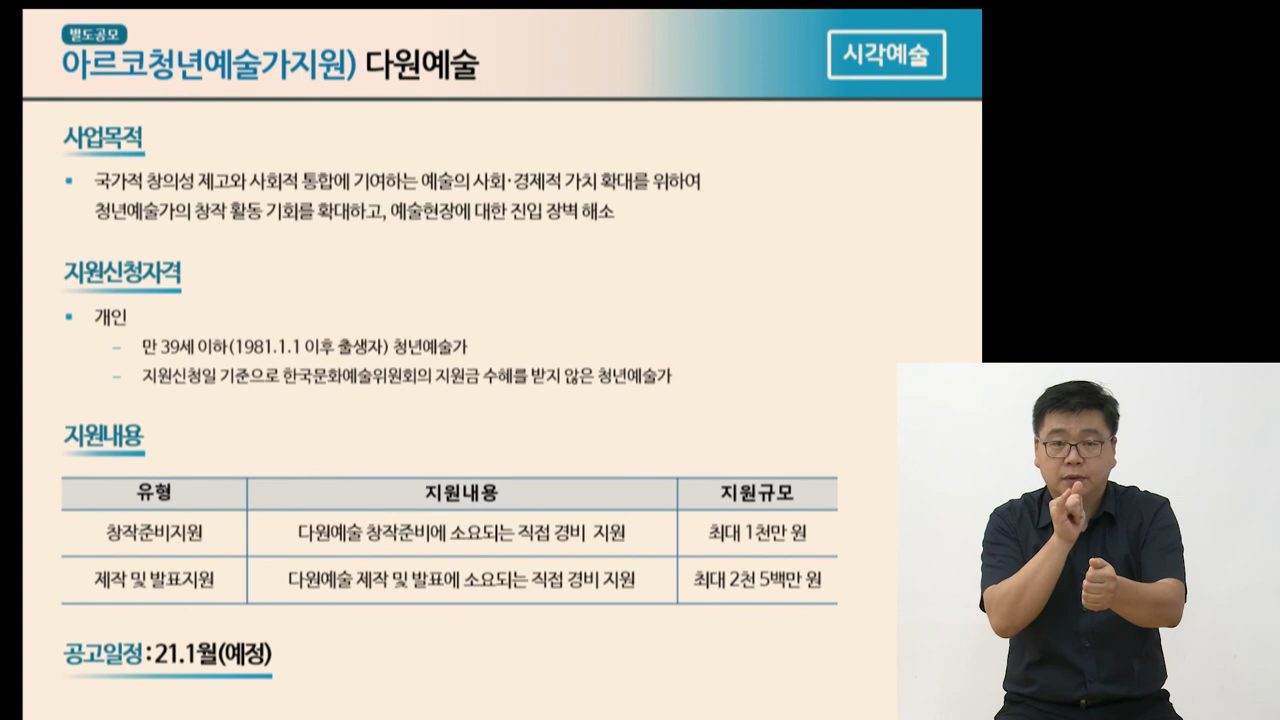 별도공모
아르코청년예술가지원) 다원예술
시각예술
사업목적
▪ 국가적 창의성 제고와 사회적 통합에 기여하는 예술의 사회·경제적 가치 확대를 위하여
청년예술가의 창작 활동 기회를 확대하고, 예술현장에 대한 진입 장벽 해소
지원신청자격
▪ 개인
– 만 39세 이하(1981.1.1 이후 출생자) 청년예술가
– 지원신청일 기준으로 한국문화예술위원회의 지원금 수혜를 받지 않은 청년예술가
지원내용
유형 지원내용 지원규모
창작준비지원 다원예술 창작준비에 소요되는 직접 경비 지원 최대 1천만 원
제작 및 발표지원 다원예술 제작 및 발표에 소요되는 직접 경비 지원 최대 2천 5백만 원
공고일정 : 21.1월(예정)